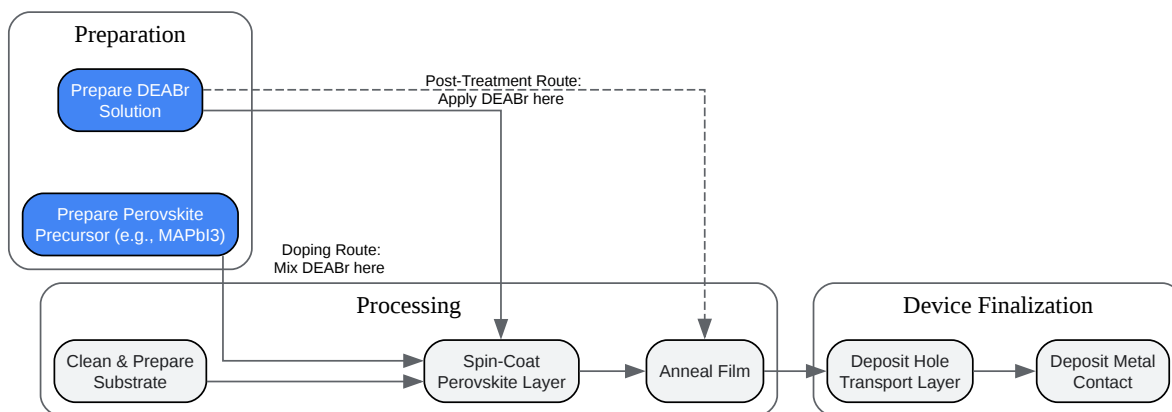 Preparation
Prepare DEABr
Solution
Post-Treatment Route:
Apply DEABr here
Prepare Perovskite
Precursor (e.g., MAPbI3)
Doping Route:
Mix DEABr here
Processing
Device Finalization
Clean & Prepare
Substrate
Spin-Coat
Perovskite Layer
Anneal Film
Deposit Hole
Transport Layer
Deposit Metal
Contact